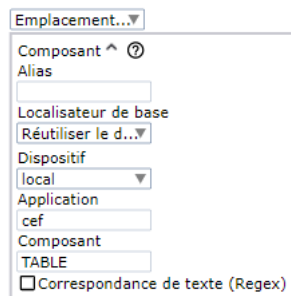 Emplacement...
Composant
Alias
Localisateur de base
Réutiliser le d...
Dispositif
local
Application
cef
Composant
TABLE
Correspondance de texte (Regex)